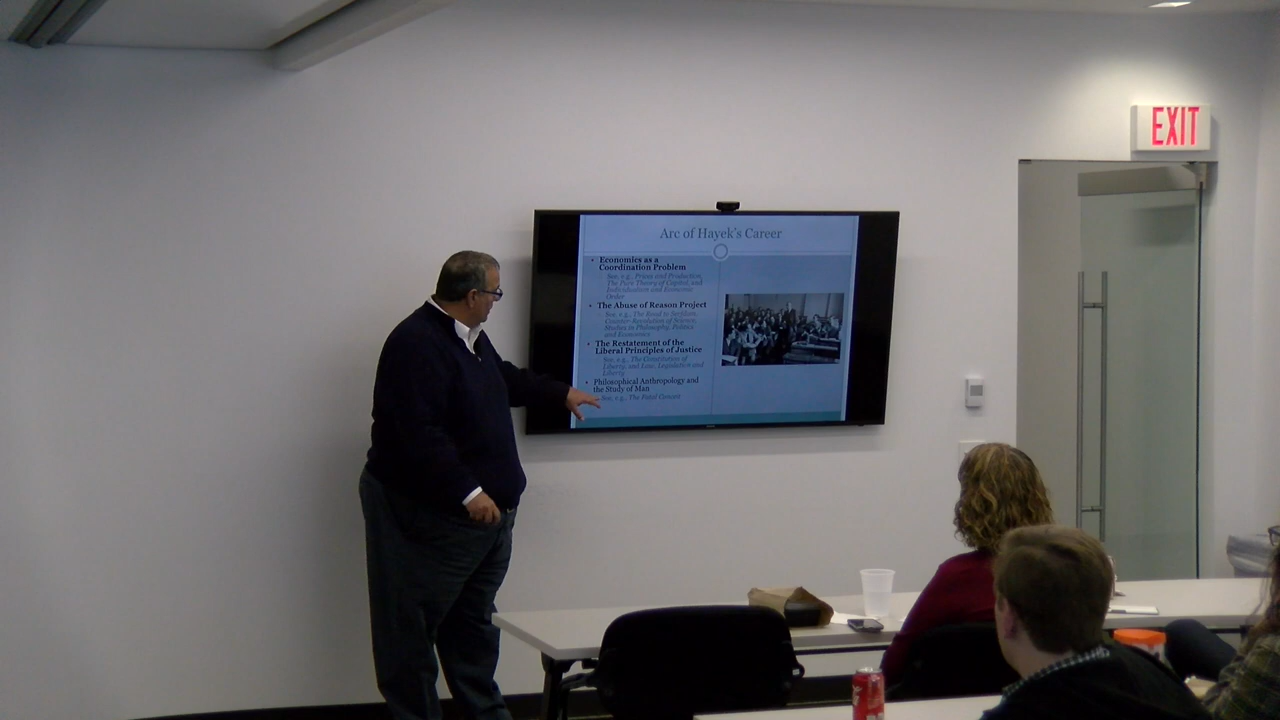 EXIT
Arc of Hayek's Career
Economics as a
Coordination Problem
See, e.g., Prices and Production,
The Pure Theory of Capital, and
Individualism and Economic
Order
The Abuse of Reason Project
See, e.g., The Road to Serfdom,
Counter-Revolution of Science
Studies in Philosophy, Politics
and Economics
The Restatement of the
Liberal Principles of Justice
See, e.g., The Constitution of
Liberty, and Law, Legislation and
Liberty
Philosophical Anthropology and
the Study of Man
See, e.g., The Fatal Conceit